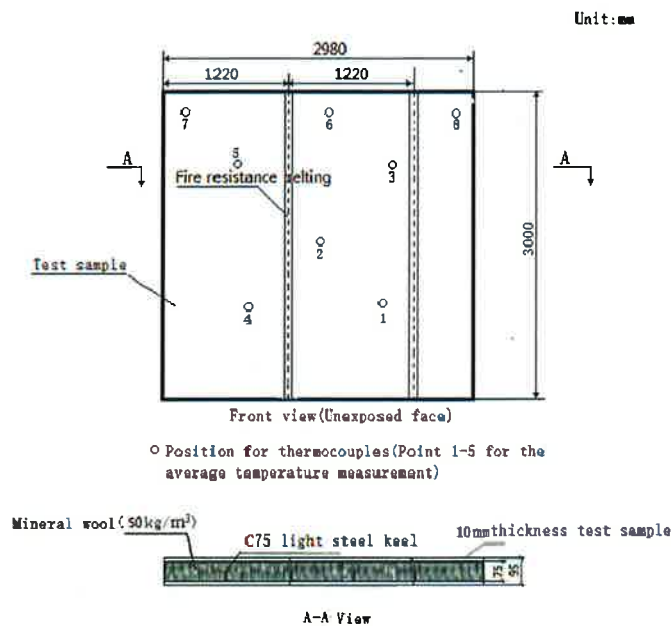 Unit:mm
2980
1220
1220
7
6
8
A
5
3
A
Fire resistance
elting
2
3000
Test sample
4
1
Front view(Unexposed face)
Position for thermocouples(Point 1-5 for the
average temperature measurement)
Mineral wool(50kg/m³)
C75 light steel keel
10mmthickness test sample
75
95
A-A View